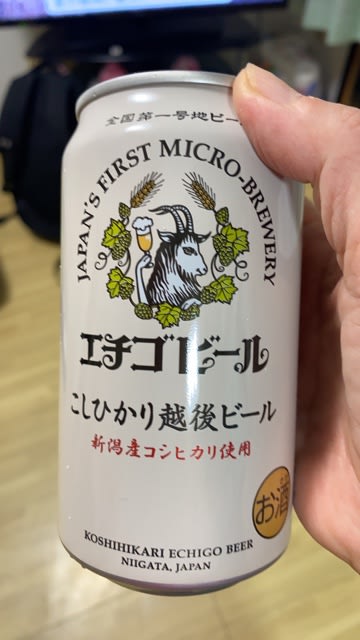 全国第一号地ビー
JAPAN'S FIRST MICRO-BREWERY
エチゴビール
こしひかり越後ビール
新潟産コシヒカリ使用
お酒
KOSHIHIKARI ECHIGO BEER
NIIGATA, JAPAN